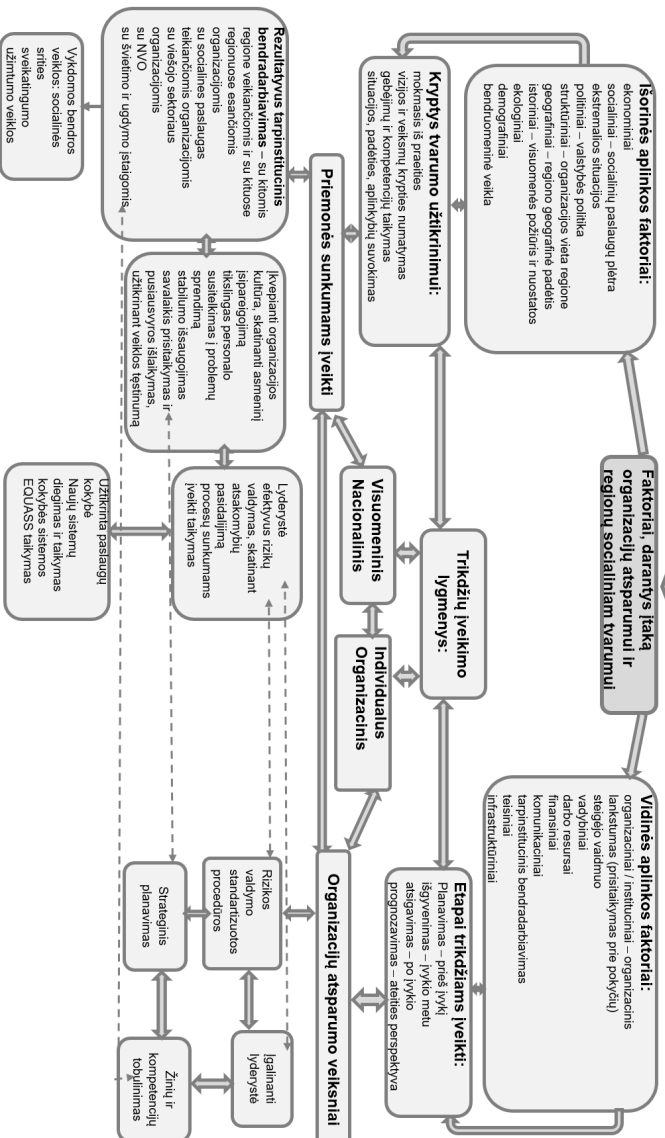 Faktoriai, darantys įtaką
organizacijų atsparumui ir
regionų socialiniam tvarumui
Išorinės aplinkos faktoriai:
ekonominiai
socialiniai – socialinių paslaugų plėtra
ekstremalios situacijos
politiniai – valstybės politika
struktūriniai – organizacijos vieta regione
geografiniai – regiono geografinė padėtis
istoriniai – visuomenės požiūris ir nuostatos
ekologiniai
demografiniai
bendruomeninė veikla
Vidinės aplinkos faktoriai:
organizaciniai / instituciniai – organizacinis
lankstumas (prisitaikymas prie pokyčių)
steigėjo vaidmuo
vadybiniai
darbo resursai
finansiniai
komunikaciniai
tarpinstitucinis bendradarbiavimas
teisiniai
infrastruktūriniai
Kryptys tvarumo užtikrinimui:
mokmasis iš praeities
vizijos ir veiksmų krypties numatymas
gebėjimų ir kompetencijų taikymas
situacijos, padėties, aplinkybių suvokimas
Trikdžių įveikimo
lygmenys:
Etapai trikdžiams įveikti:
Planavimas – prieš įvykį
išgyvenimas – įvykio metu
atsigavimas – po įvykio
prognozavimas – ateities perspektyva
Visuomeninis
Nacionalinis
Individualus
Organizacinis
Priemonės sunkumams įveikti
Organizacijų atsparumo veiksniai
Rezultatyvus tarpinstitucinis
bendradarbiavimas – su kitomis
regione veikiančiomis ir su kituose
regionuose esančiomis
organizacijomis
su socialines paslaugas
teikiančiomis organizacijomis
su viešojo sektoriaus
organizacijomis
su NVO
su švietimo ir ugdymo įstaigomis
Įkvepianti organizacijos
kultūra, skatinanti asmeninį
įsipareigojimą
tikslingas personalo
susitelkimas į problemų
sprendimą
stabilumo išsaugojimas
savalaikis prisitaikymas ir
pusiausvyros išlaikymas,
užtikrinant veiklos tęstinumą
Lyderystė
efektyvus rizikų
valdymas, skatinant
atsakomybių
pasidalijimą
procesų sunkumams
įveikti taikymas
Rizikos
valdymo
standartizuotos
procedūros
Įgalinanti
lyderystė
Strateginis
planavimas
Žinių ir
kompetencijų
tobulinimas
Vykdomos bendros
veiklos: socialinės
srities
sveikatingumo
užimtumo veiklos
Užtikrinta paslaugų
kokybė
Naujų sistemų
diegimas ir taikymas
kokybės sistemos
EQUASS taikymas